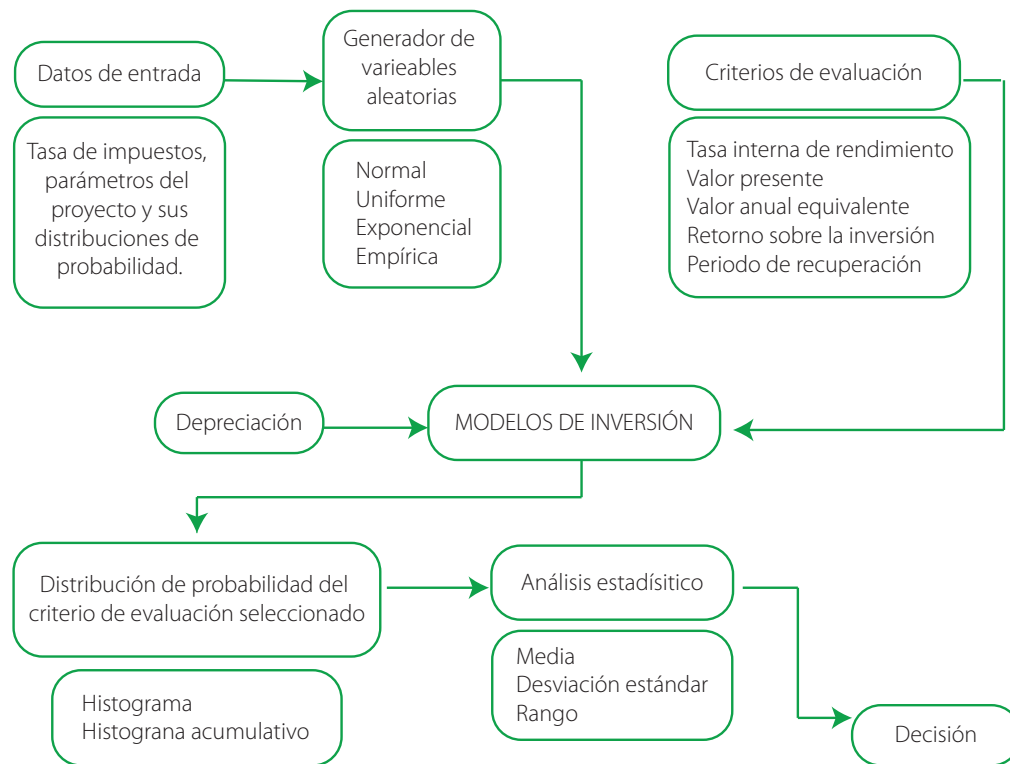 Datos de entrada
Tasa de impuestos,
parámetros del
proyecto y sus
distribuciones de
probabilidad.
Generador de
varieables
aleatorias
Normal
Uniforme
Exponencial
Empírica
Criterios de evaluación
Tasa interna de rendimiento
Valor presente
Valor anual equivalente
Retorno sobre la inversión
Periodo de recuperación
Depreciación
MODELOS DE INVERSIÓN
Distribución de probabilidad del
criterio de evaluación seleccionado
Histograma
Histograna acumulativo
Análisis estadísitico
Media
Desviación estándar
Rango
Decisión